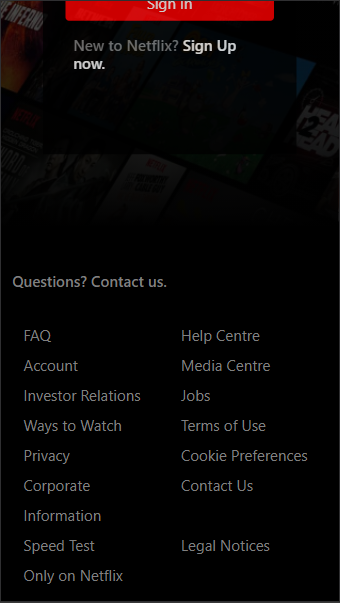 Sign In
New to Netflix? Sign Up
now.
Questions? Contact us.
FAQ
Help Centre
Account
Media Centre
Investor Relations
Jobs
Ways to Watch
Terms of Use
Privacy
Cookie Preferences
Corporate
Information
Contact Us
Speed Test
Legal Notices
Only on Netflix